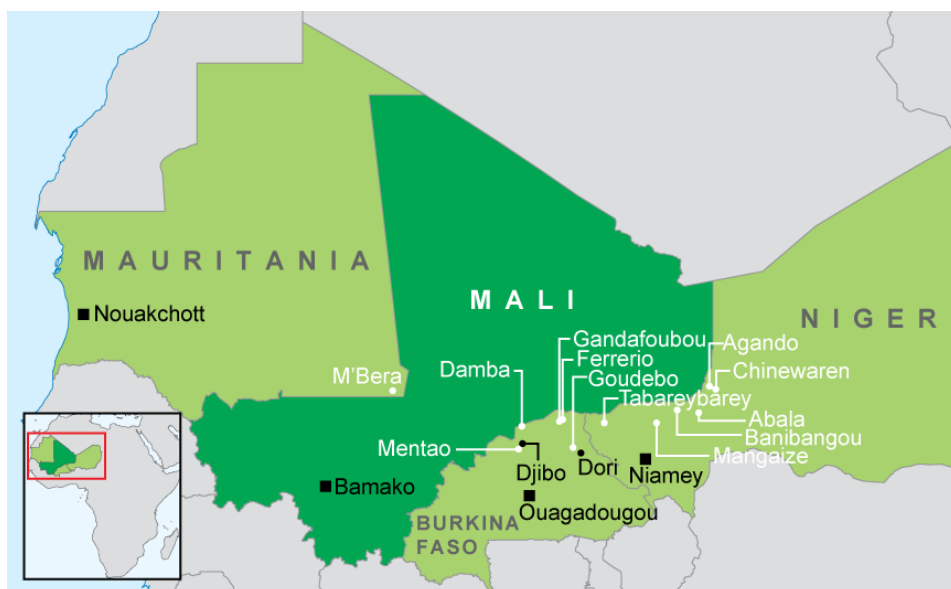 MAURITANIA
Nouakchott
MALI
NIGER
Gandafoubou
Agando
Ferrerio
Damba
Goudebo
Chinewaren
M'Bera
Tabareybarey
Abala
Banibangou
Mentao
Mangaize
Djibo
Dori
Niamey
Bamako
Ouagadougou
BURKINA
FASO